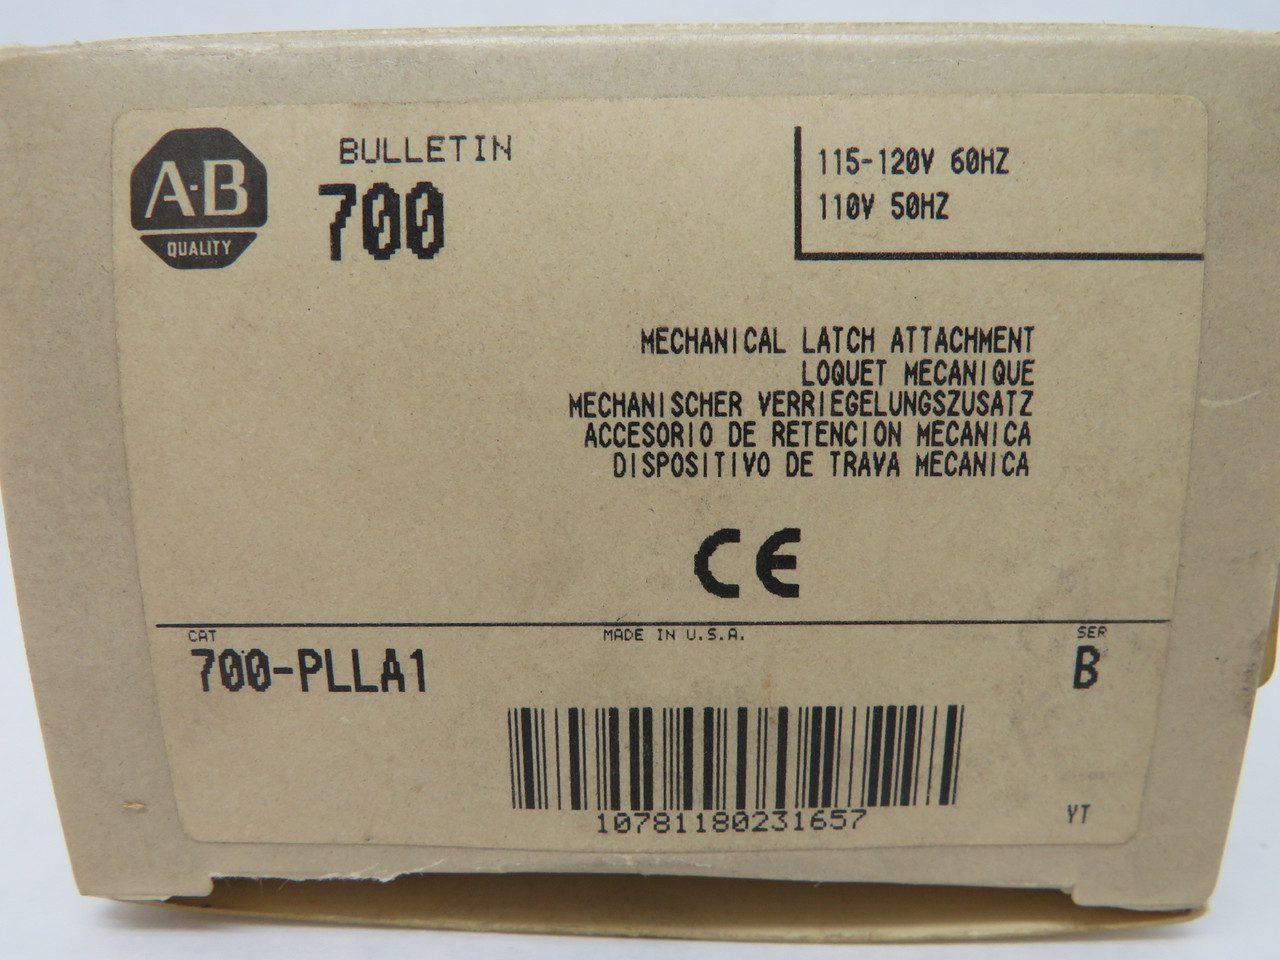 A-B
QUALITY
BULLETIN
700
115-120V 60HZ
110V 50HZ
MECHANICAL LATCH ATTACHMENT
LOQUET MECANIQUE
MECHANISCHER VERRIEGELUNGSZUSATZ
ACCESORIO DE RETENCION MECANICA
DISPOSITIVO DE TRAVA MECANICA
CE
CAT
MADE IN U.S.A.
SER
700-PLLA1
B
10781180231657
YT